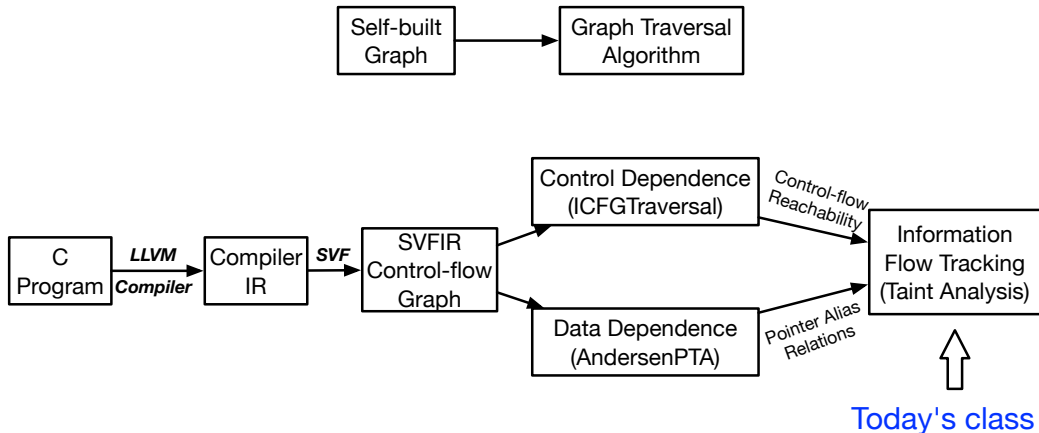 Self-built
Graph
Graph Traversal
Algorithm
C
Program
LLVM
Compiler
Compiler
IR
SVF
SVFIR
Control-flow
Graph
Control Dependence
(ICFGTraversal)
Data Dependence
(AndersenPTA)
Control-flow
Reachability
Pointer Alias
Relations
Information
Flow Tracking
(Taint Analysis)
Today's class